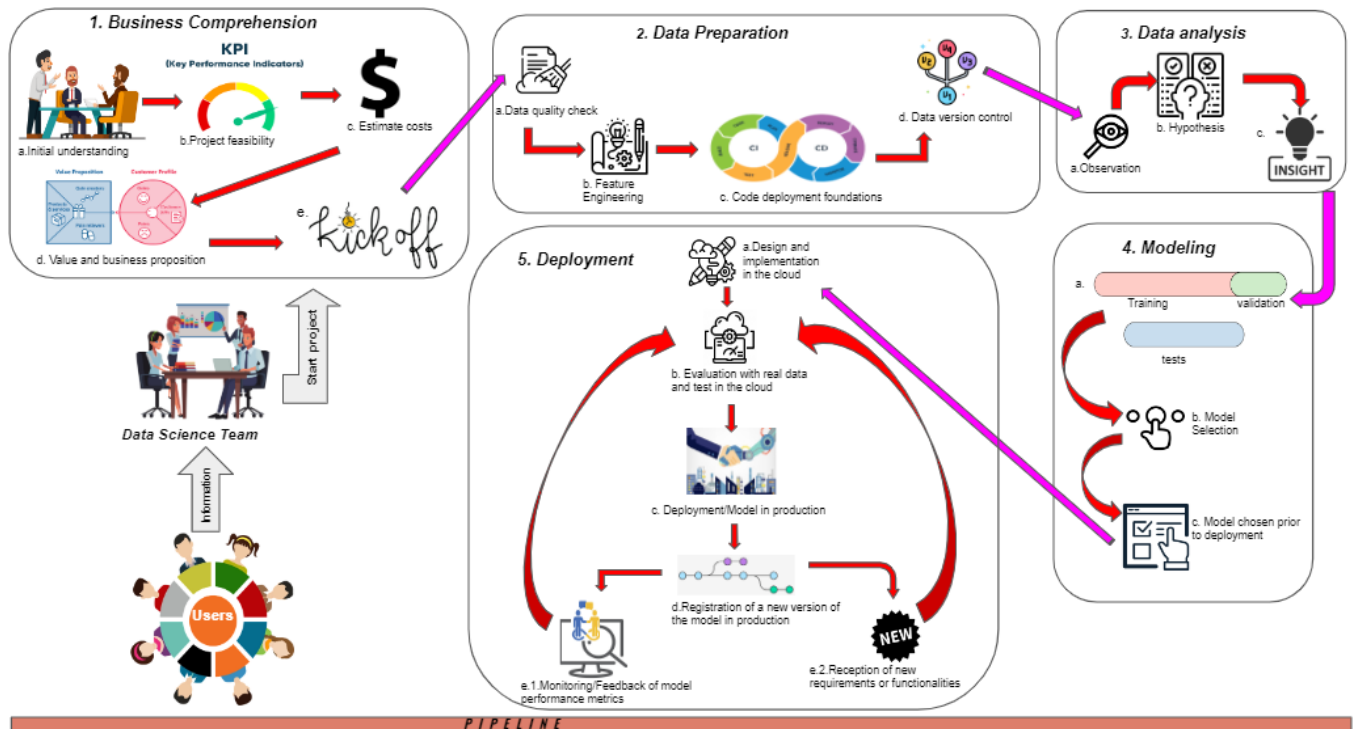 1. Business Comprehension
KPI
(Key Performance Indicators)
a.Initial understanding
b.Project feasibility
c. Estimate costs
Value Proposition
Customer Profile
d. Value and business proposition
e.
kick off
2. Data Preparation
a.Data quality check
b. Feature
Engineering
CI
CD
c. Code deployment foundations
V2
V4
V3
V1
d. Data version control
3. Data analysis
a.Observation
b. Hypothesis
c.
INSIGHT
4. Modeling
a.
Training
validation
tests
b. Model
Selection
c. Model chosen prior
to deployment
5. Deployment
a.Design and
implementation
in the cloud
b. Evaluation with real data
and test in the cloud
c. Deployment/Model in production
d.Registration of a new version of
the model in production
e.1.Monitoring/Feedback of model
performance metrics
NEW
e.2.Reception of new
requirements or functionalities
Start project
Data Science Team
Information
Users
PIPELINE